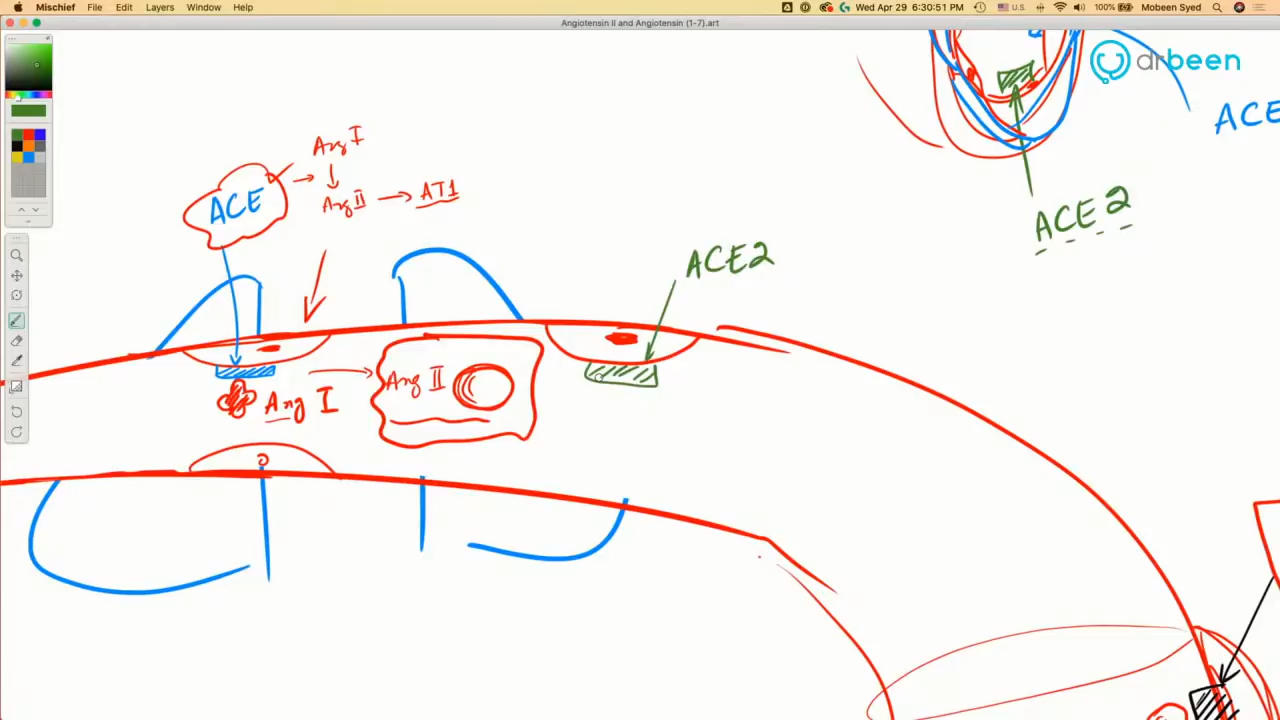 Mischief File Edit Layers Window Help
U.S. 100% Wed Apr 29 6:30:51 PM Mobeen Syed
Angiotensin II and Angiotensin (1-7).art
drbeen
ACE
Ang I
ACE
Ang II → AT1
ACE2
ACE2
Ang I → Ang II